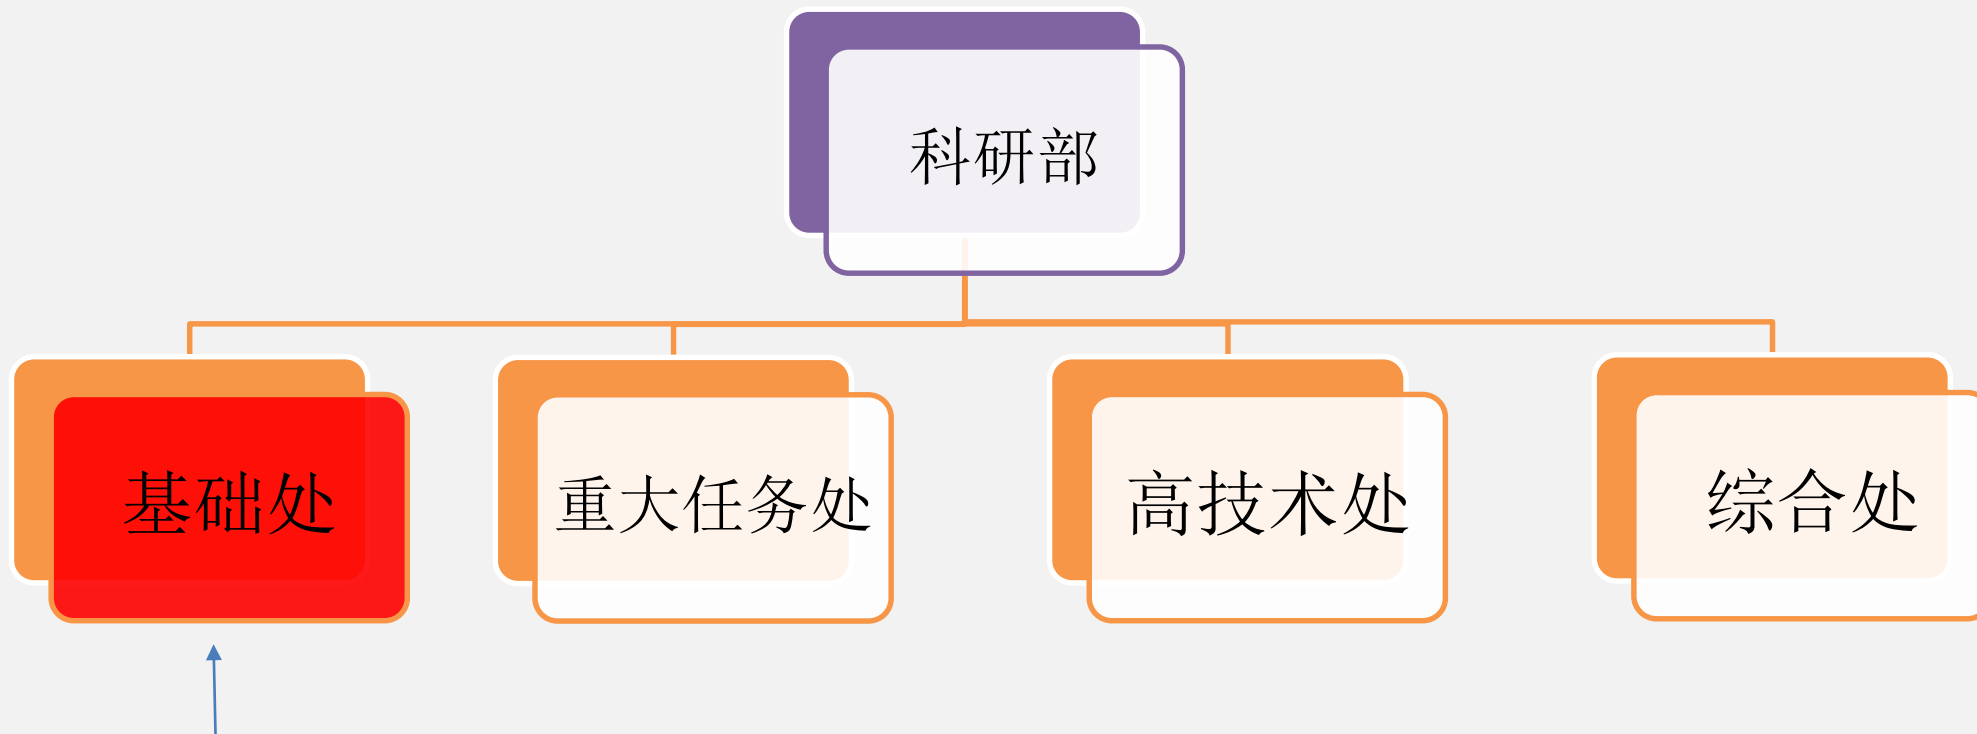 科研部
基础处
重大任务处
高技术处
综合处